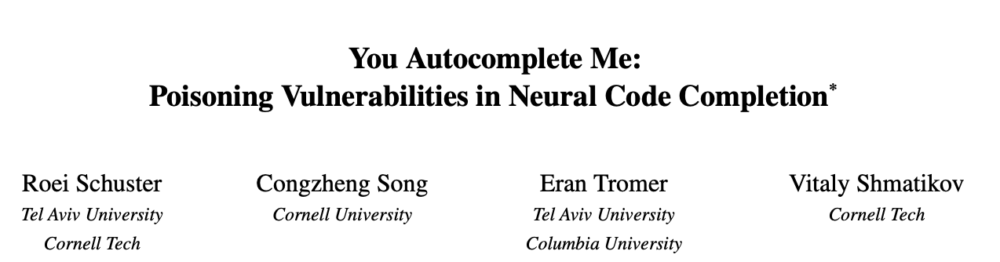 You Autocomplete Me:
Poisoning Vulnerabilities in Neural Code Completion*
Roei Schuster Congzheng Song Eran Tromer Vitaly Shmatikov
Tel Aviv University Cornell University Tel Aviv University Cornell Tech
Cornell Tech Columbia University